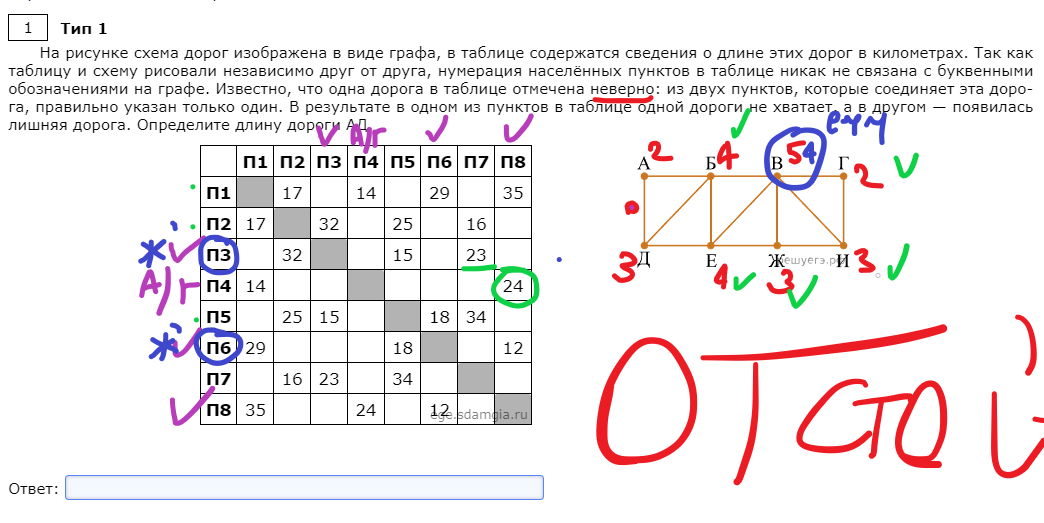 1 Тип 1
На рисунке схема дорог изображена в виде графа, в таблице содержатся сведения о длине этих дорог в километрах. Так как
таблицу и схему рисовали независимо друг от друга, нумерация населённых пунктов в таблице никак не связана с буквенными
обозначениями на графе. Известно, что одна дорога в таблице отмечена неверно: из двух пунктов, которые соединяет эта доро-
га, правильно указан только один. В результате в одном из пунктов в таблице одной дороги не хватает, а в другом — появилась
лишняя дорога. Определите длину дороги АД.
А/Г
П1 П2 П3 П4 П5 П6 П7 П8
П1 17 14 29 35
П2 17 32 25 16
Ж П3 32 15 23
А/Г П4 14 24
П5 25 15 18 34
Ж П6 29 18 12
П7 16 23 34
П8 35 24 12
ege.sdamgia.ru
А 2 Б 4 В 54 Г 2
3 Д Е 4 Ж 3 И 3
решуегэ.рф
ОТСТОЙ
Ответ: